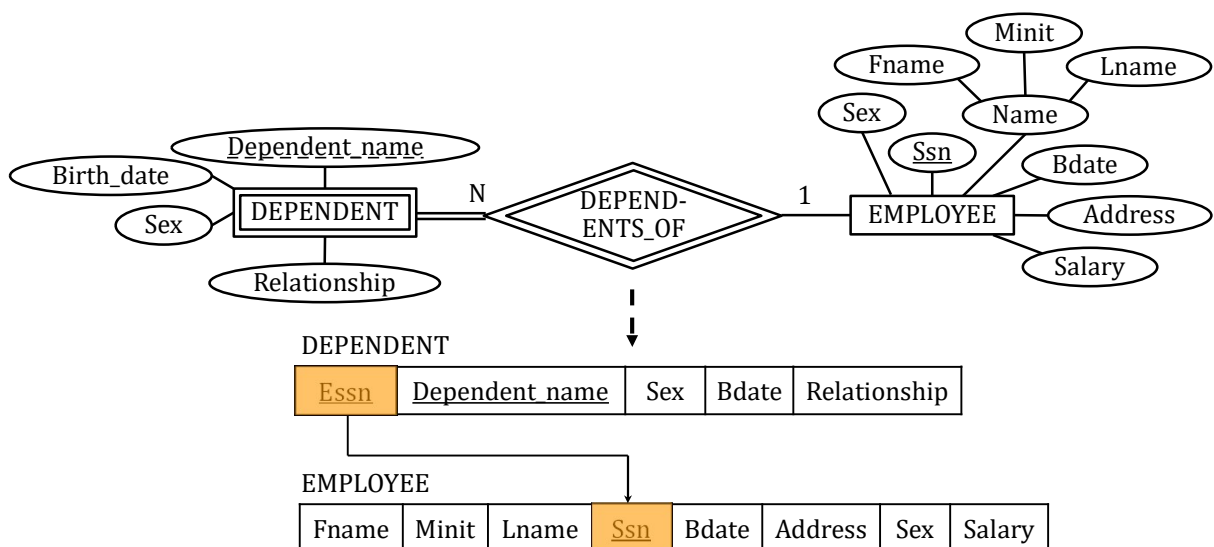 Minit
Fname
Lname
Sex
Name
Ssn
Dependent_name
Birth_date
Bdate
N
DEPEND-
ENTS_OF
1
DEPENDENT
EMPLOYEE
Address
Sex
Relationship
Salary
DEPENDENT
Essn Dependent_name Sex Bdate Relationship
EMPLOYEE
Fname Minit Lname Ssn Bdate Address Sex Salary